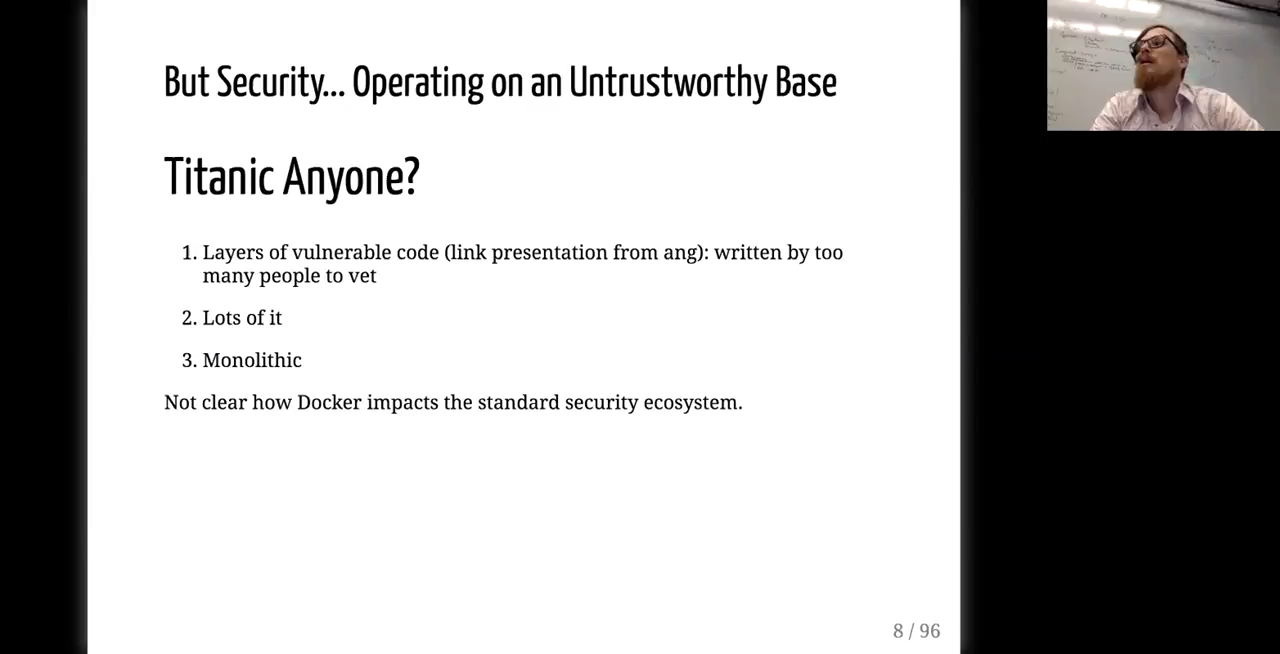 But Security... Operating on an Untrustworthy Base
Titanic Anyone?
1. Layers of vulnerable code (link presentation from ang): written by too
many people to vet
2. Lots of it
3. Monolithic
Not clear how Docker impacts the standard security ecosystem.
8 / 96